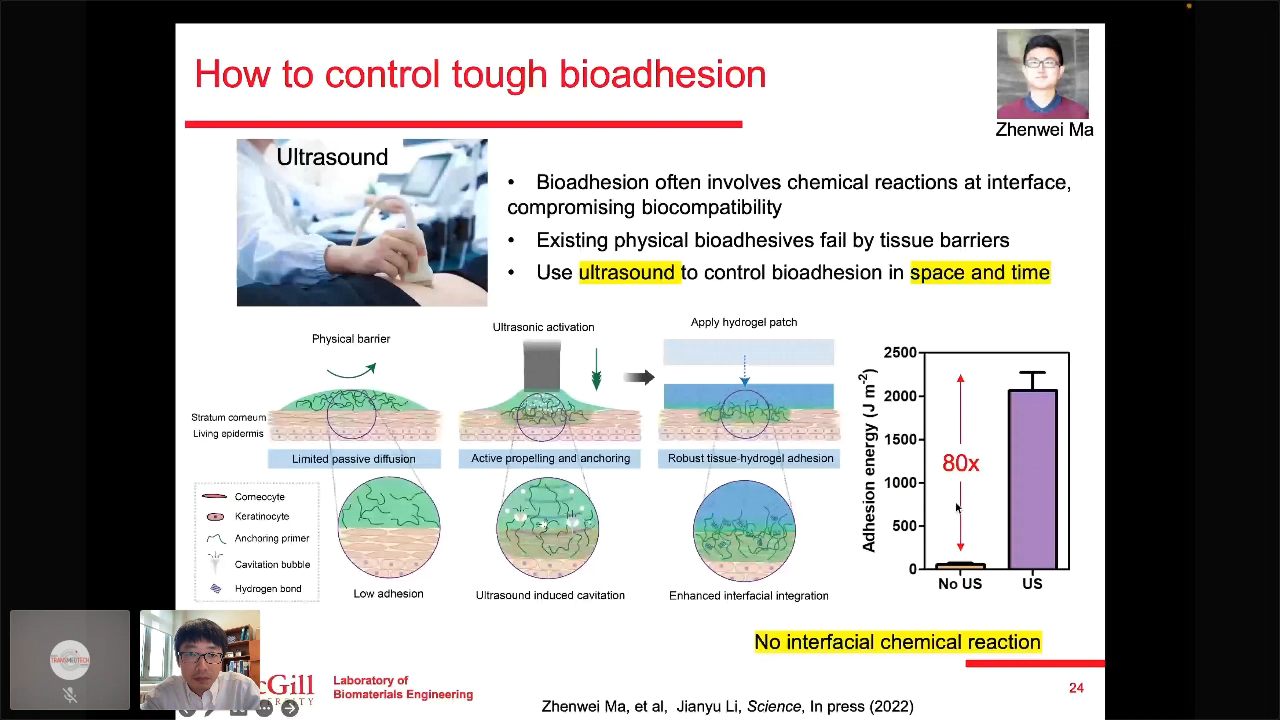 How to control tough bioadhesion
Zhenwei Ma
Ultrasound
• Bioadhesion often involves chemical reactions at interface,
compromising biocompatibility
• Existing physical bioadhesives fail by tissue barriers
• Use ultrasound to control bioadhesion in space and time
Physical barrier
Ultrasonic activation
Apply hydrogel patch
Stratum corneum
Living epidermis
Limited passive diffusion
Active propelling and anchoring
Robust tissue-hydrogel adhesion
Corneocyte
Keratinocyte
Anchoring primer
Cavitation bubble
Hydrogen bond
Low adhesion
Ultrasound induced cavitation
Enhanced interfacial integration
Adhesion energy (J m-2)
2500
2000
1500
1000
500
0
80x
No US
US
No interfacial chemical reaction
TRANSMEDTECH
Gill
Laboratory of
Biomaterials Engineering
Zhenwei Ma, et al, Jianyu Li, Science, In press (2022)
24